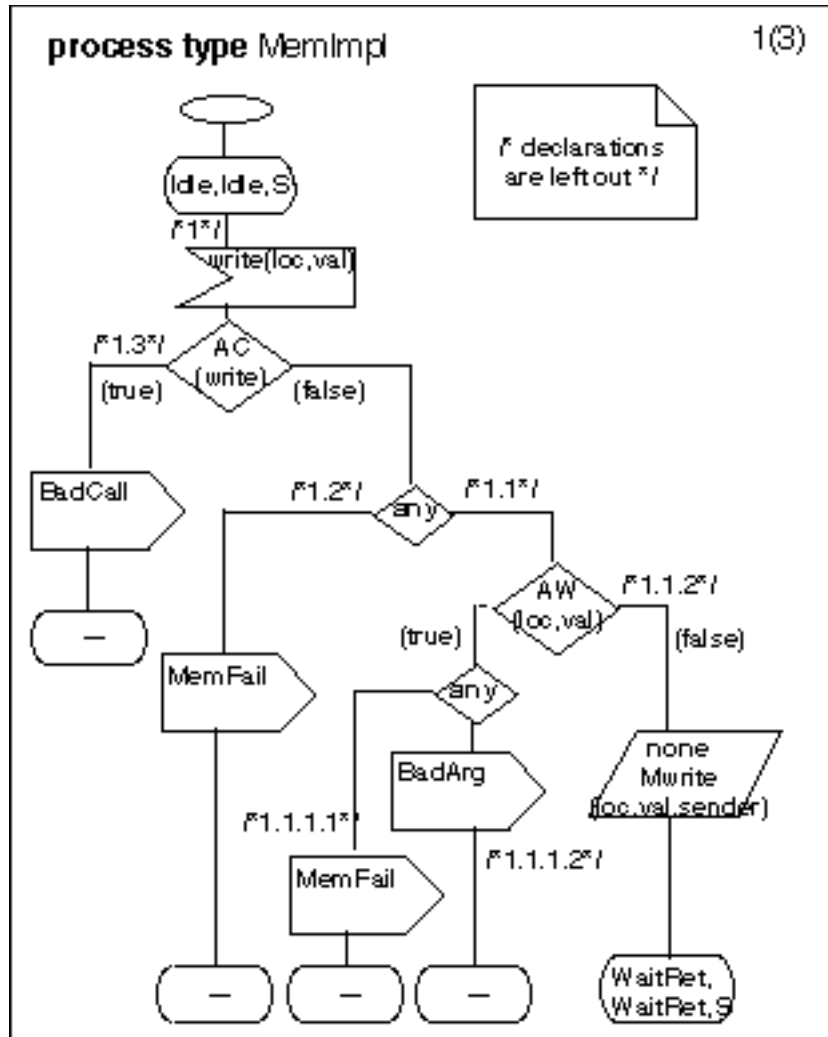 process type MemImpl
1(3)
/* declarations
are left out */
(Idle,Idle,S)
/*1*/
write(loc,val)
/*1.3*/
AC
(write)
(true)
(false)
BadCall
/*1.2*/
any
/*1.1*/
–
AW
(loc,val)
/*1.1.2*/
(true)
(false)
MemFail
any
none
Mwrite
(loc,val,sender)
BadArg
/*1.1.1.1*/
/*1.1.1.2*/
MemFail
–
–
–
WaitRet,
WaitRet,S